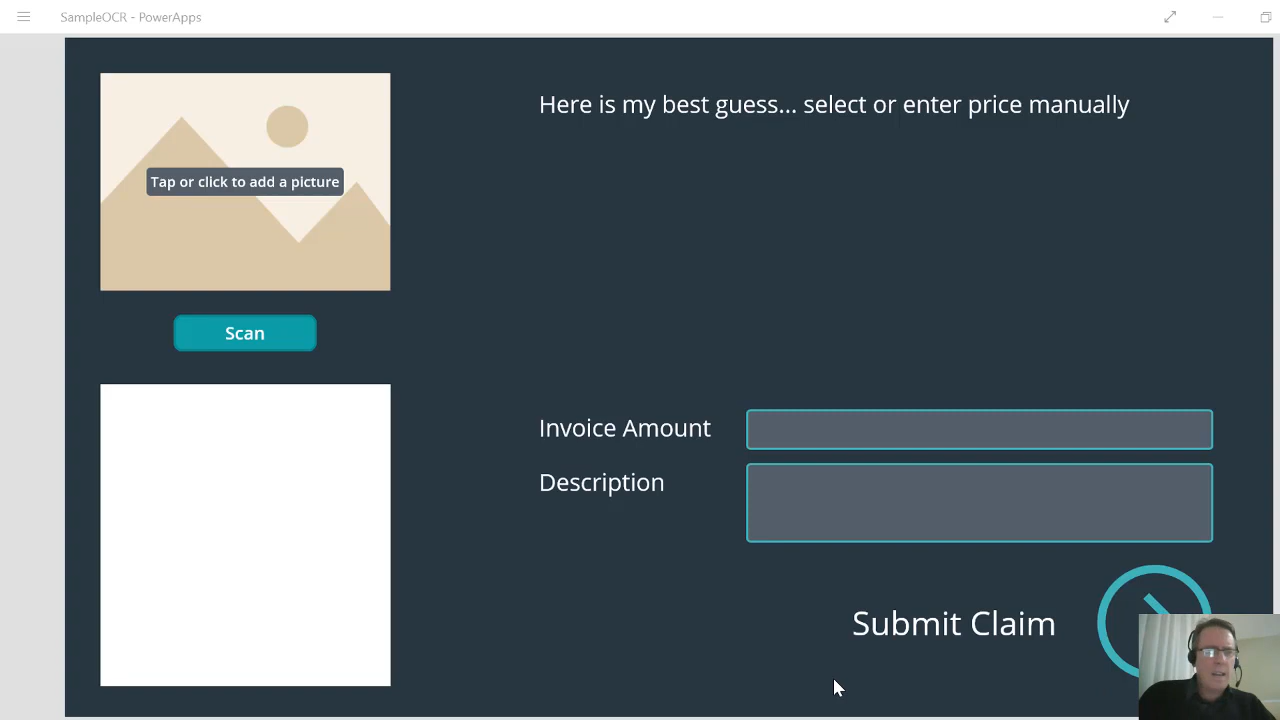 SampleOCR - PowerApps
Tap or click to add a picture
Here is my best guess... select or enter price manually
Scan
Invoice Amount
Description
Submit Claim